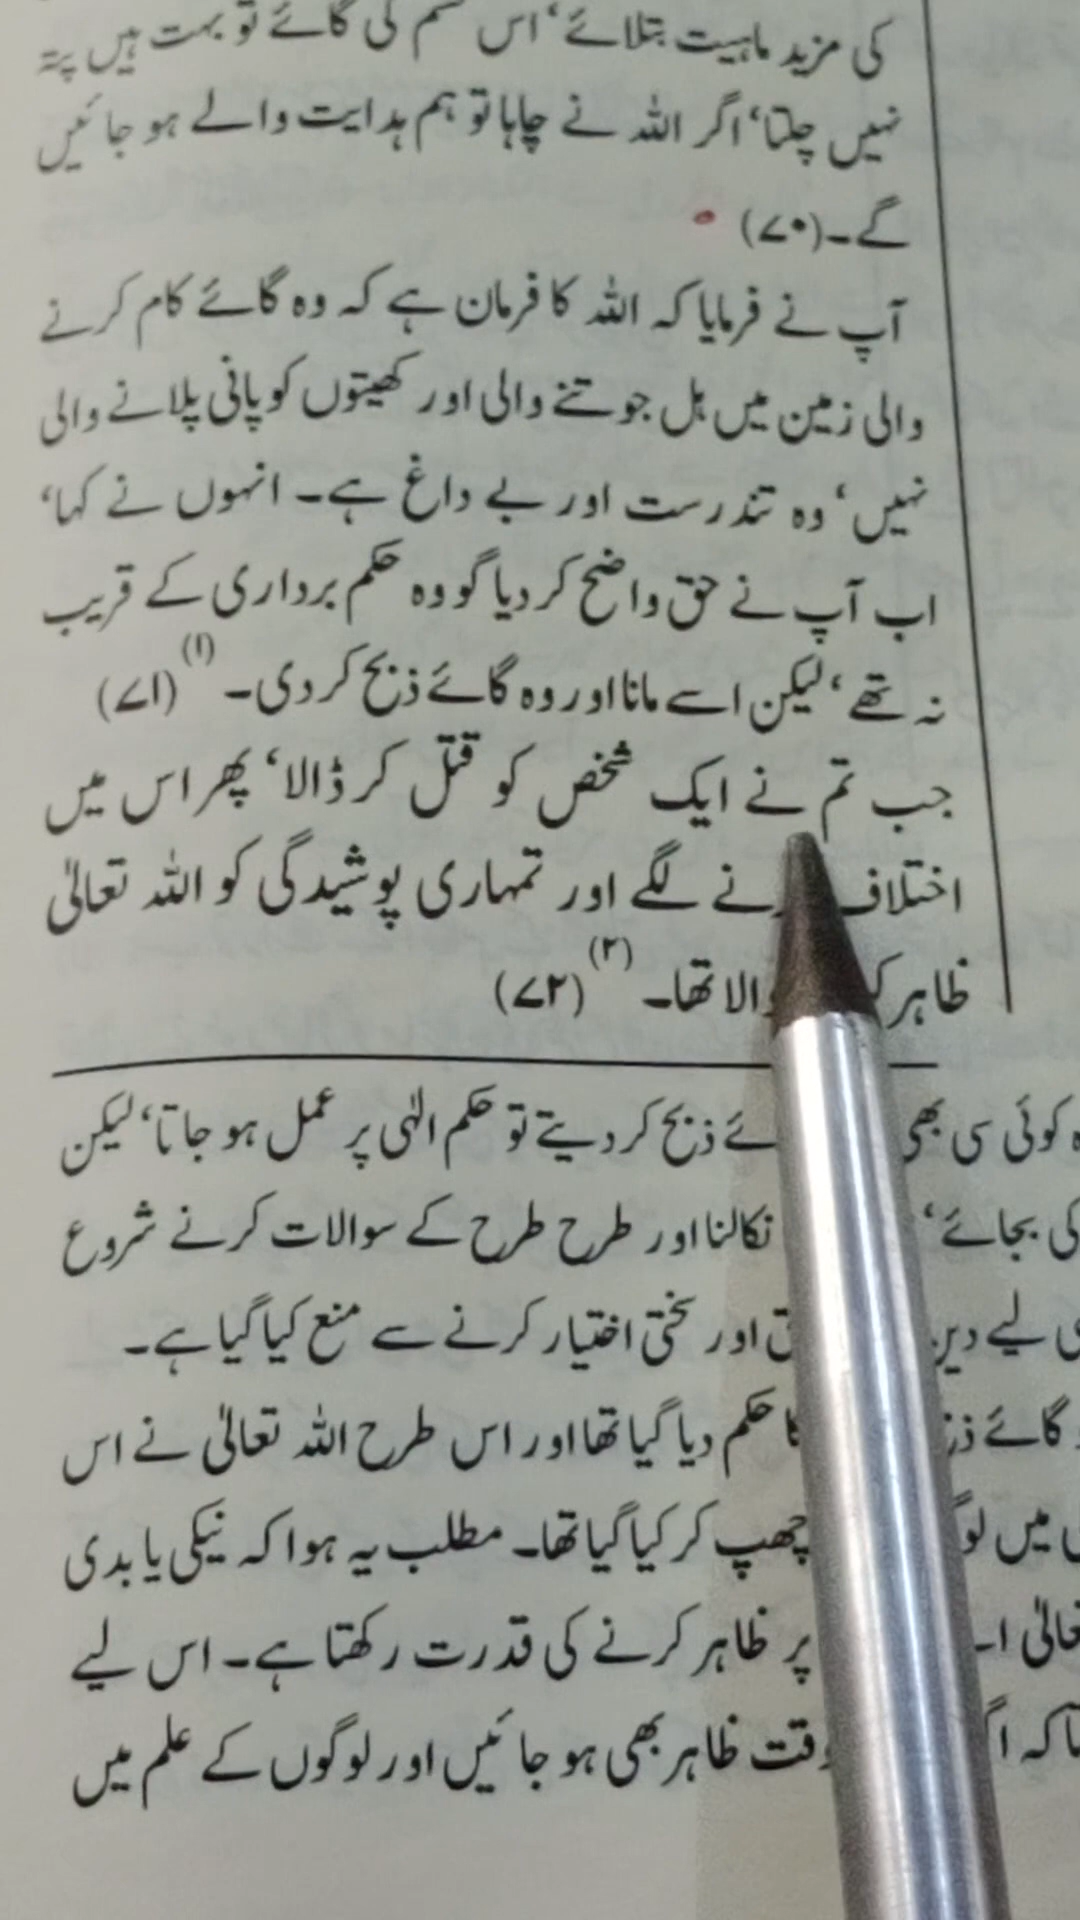 کی مزید ماہیت بتلائے، اس قسم کی گائے تو بہت ہیں پتہ
نہیں چلتا، اگر اللہ نے چاہا تو ہم ہدایت والے ہو جائیں
گے۔ (۷۰)
آپ نے فرمایا کہ اللہ کا فرمان ہے کہ وہ گائے کام کرنے
والی زمین میں ہل جوتنے والی اور کھیتوں کو پانی پلانے والی
نہیں، وہ تندرست اور بے داغ ہے۔ انہوں نے کہا،
اب آپ نے حق واضح کر دیا گو وہ حکم برداری کے قریب
نہ تھے، لیکن اسے مانا اور وہ گائے ذبح کر دی۔ (۱) (۷۱)
جب تم نے ایک شخص کو قتل کر ڈالا، پھر اس میں
اختلاف نے لگے اور تمہاری پوشیدگی کو اللہ تعالیٰ
ظاہر والا تھا۔ (۲) (۷۲)
کوئی سی بھی ذبح کر دیتے تو حکم الٰہی پر عمل ہو جاتا، لیکن
کی بجائے، نکالنا اور طرح طرح کے سوالات کرنے شروع
لیے دین اور سختی اختیار کرنے سے منع کیا گیا ہے۔
گائے حکم دیا گیا تھا اور اس طرح اللہ تعالیٰ نے اس
میں چھپ کر کیا گیا تھا۔ مطلب یہ ہوا کہ نیکی یا بدی
پر ظاہر کرنے کی قدرت رکھتا ہے۔ اس لیے
وقت ظاہر بھی ہو جائیں اور لوگوں کے علم میں